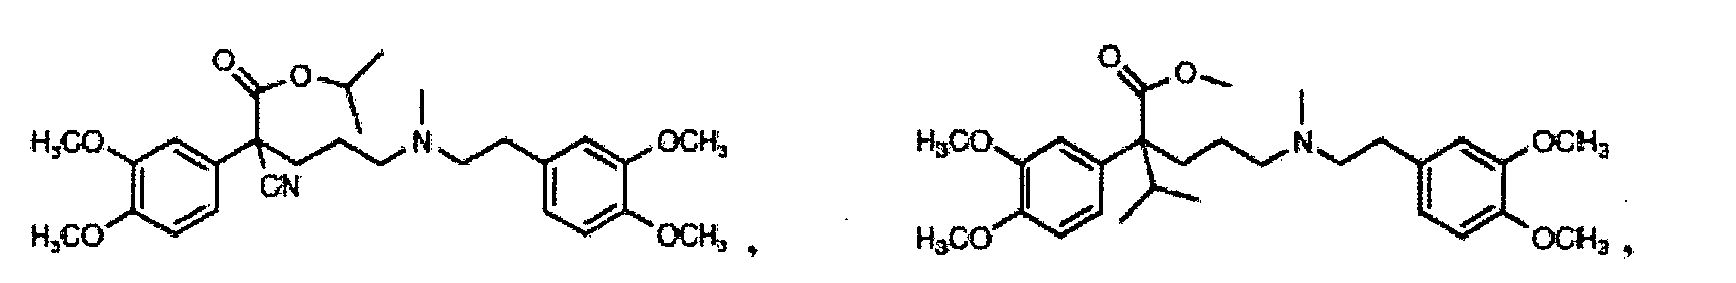 O O O O
H₃CO N OCH₃ H₃CO N OCH₃
CN
H₃CO OCH₃ , H₃CO OCH₃ ,